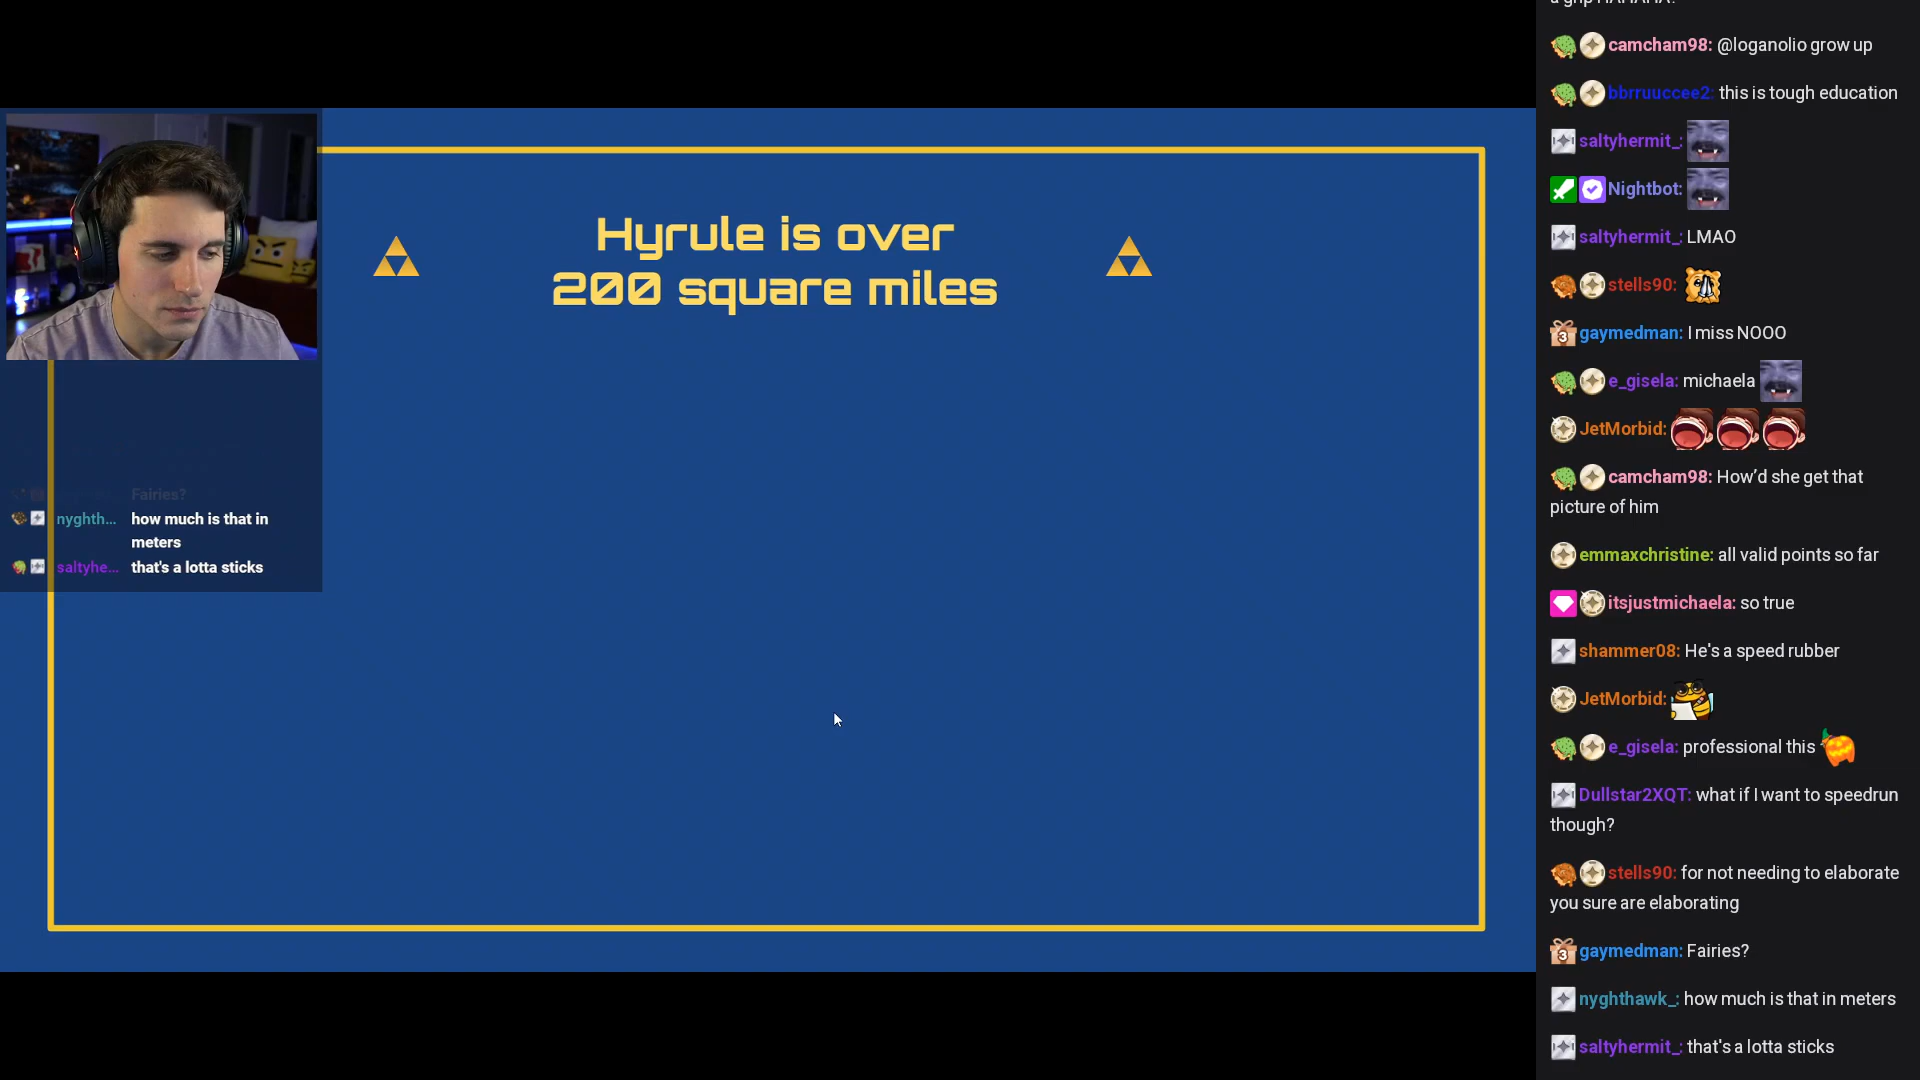 Hyrule is over
200 square miles
Fairies?
nyghth... how much is that in
meters
saltyhe... that's a lotta sticks
camcham98: @loganolio grow up
bbrruuccee2: this is tough education
saltyhermit_:
Nightbot:
saltyhermit_: LMAO
stells90:
3 gaymedman: I miss NOOO
e_gisela: michaela
JetMorbid:
camcham98: How’d she get that
picture of him
emmaxchristine: all valid points so far
itsjustmichaela: so true
shammer08: He's a speed rubber
JetMorbid:
e_gisela: professional this
Dullstar2XQT: what if I want to speedrun
though?
stells90: for not needing to elaborate
you sure are elaborating
3 gaymedman: Fairies?
nyghthawk_: how much is that in meters
saltyhermit_: that's a lotta sticks